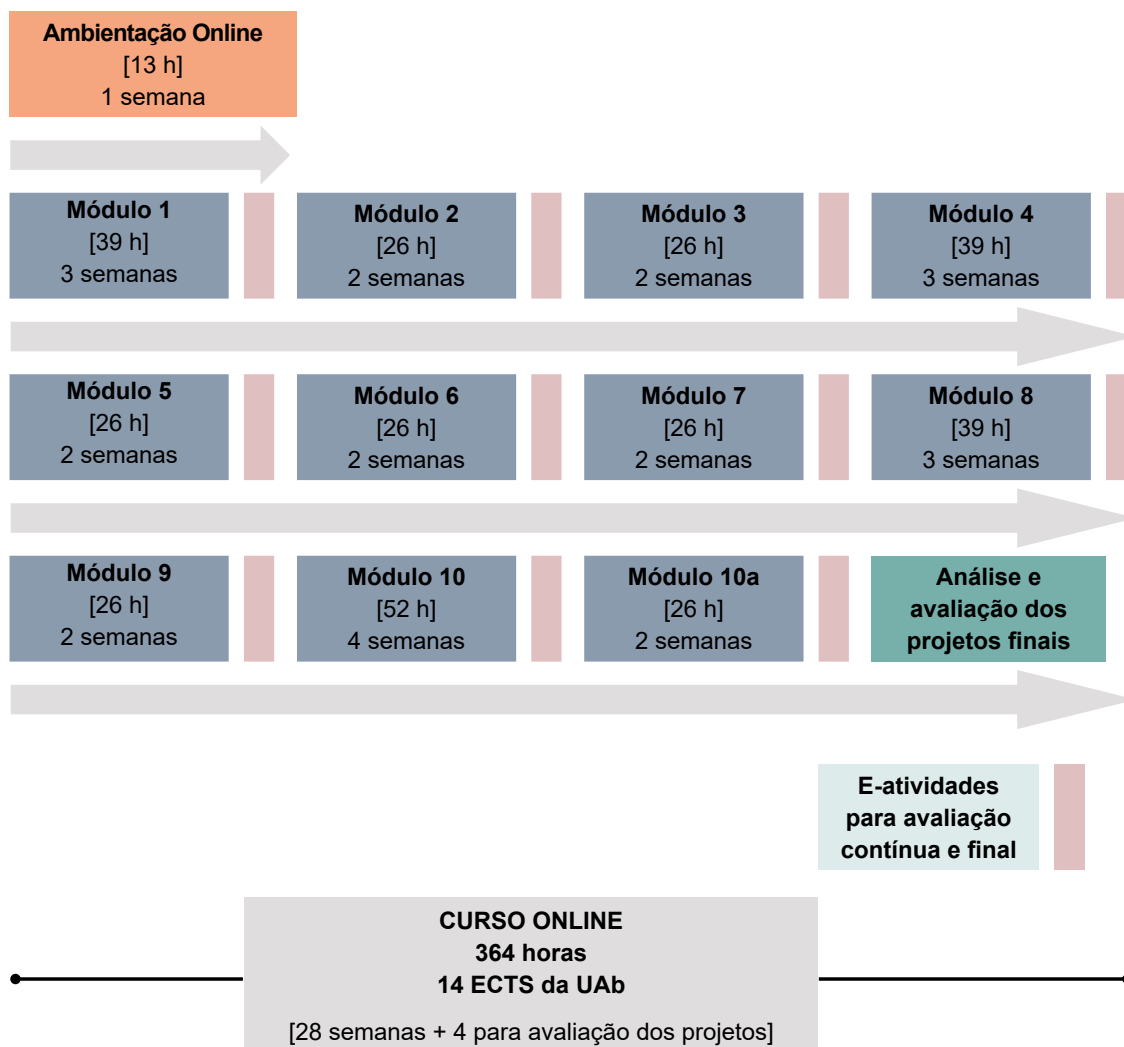 Ambientação Online
[13 h]
1 semana
Módulo 1
[39 h]
3 semanas
Módulo 2
[26 h]
2 semanas
Módulo 3
[26 h]
2 semanas
Módulo 4
[39 h]
3 semanas
Módulo 5
[26 h]
2 semanas
Módulo 6
[26 h]
2 semanas
Módulo 7
[26 h]
2 semanas
Módulo 8
[39 h]
3 semanas
Módulo 9
[26 h]
2 semanas
Módulo 10
[52 h]
4 semanas
Módulo 10a
[26 h]
2 semanas
Análise e
avaliação dos
projetos finais
E-atividades
para avaliação
contínua e final
CURSO ONLINE
364 horas
14 ECTS da UAb
[28 semanas + 4 para avaliação dos projetos]